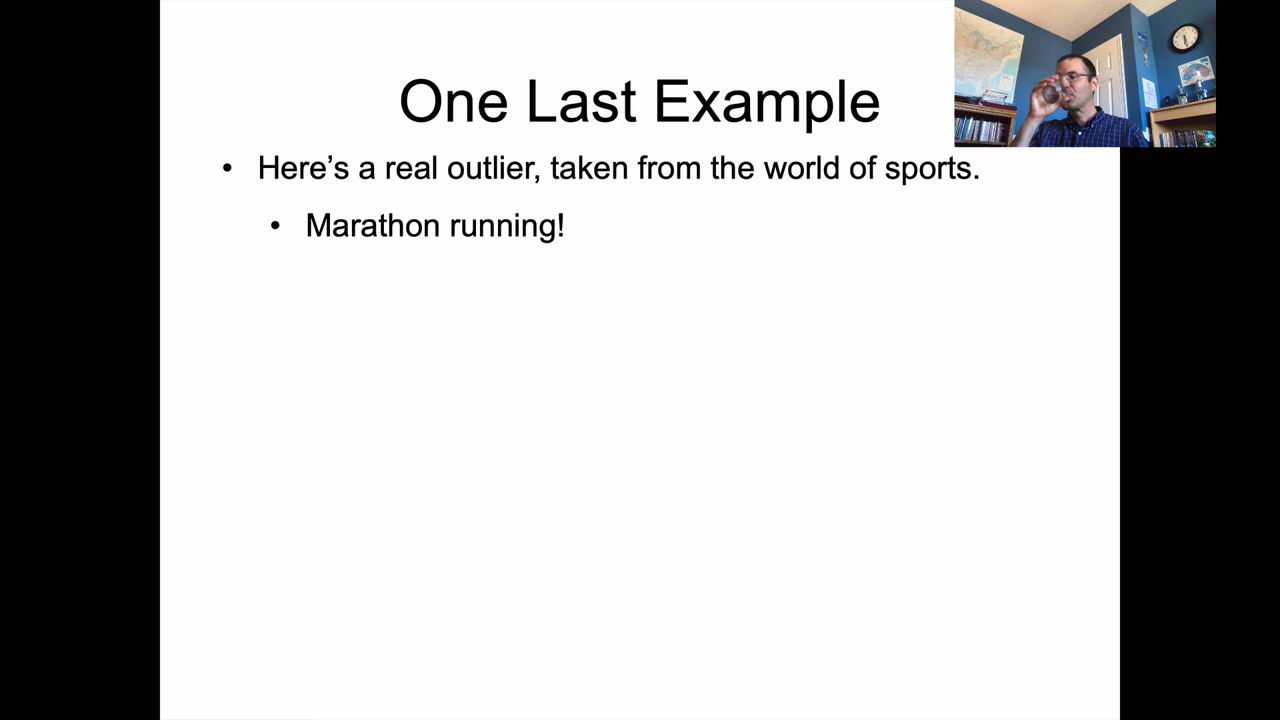 One Last Example
• Here’s a real outlier, taken from the world of sports.
• Marathon running!